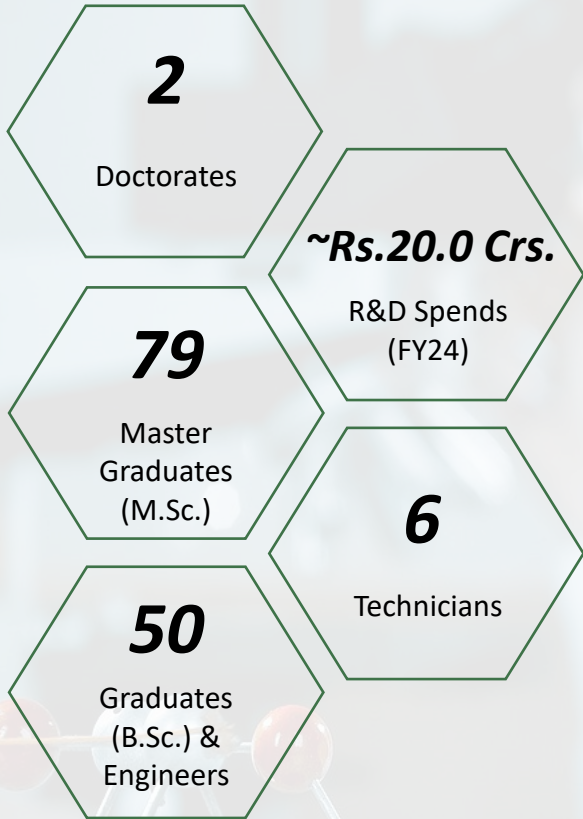 2
Doctorates
~Rs.20.0 Crs.
R&D Spends
(FY24)
79
Master
Graduates
(M.Sc.)
6
Technicians
50
Graduates
(B.Sc.) &
Engineers